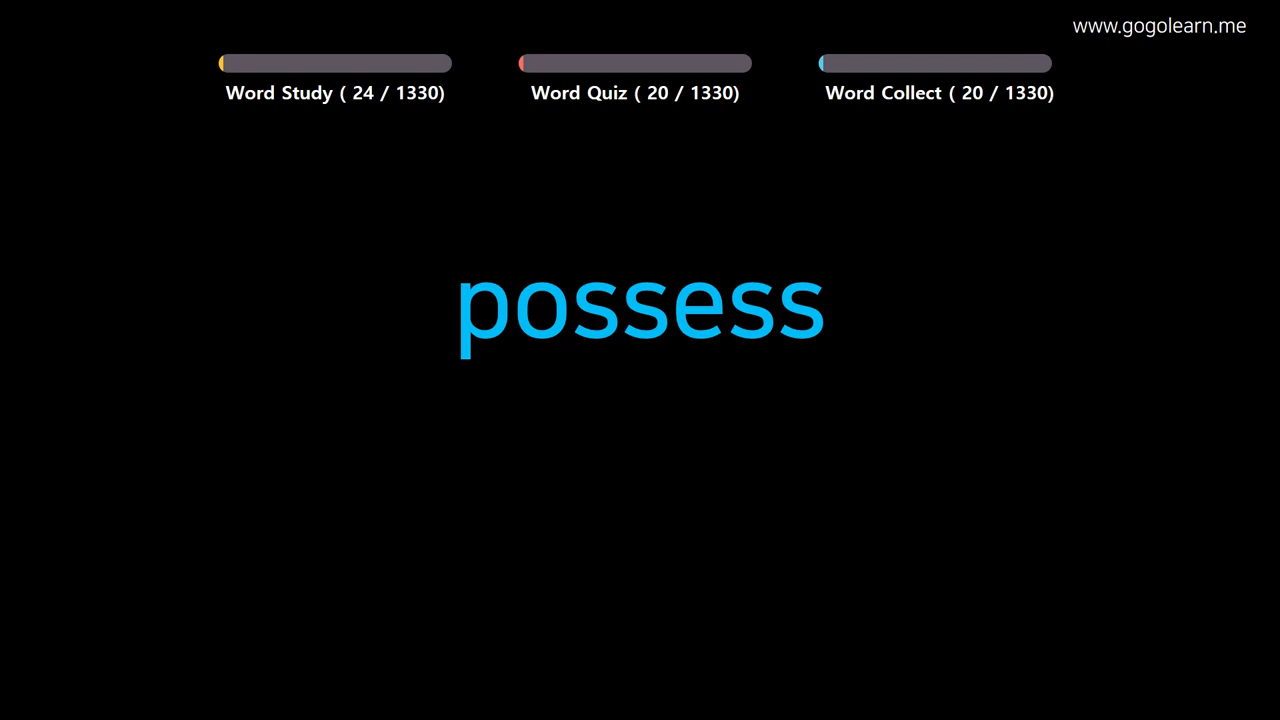 www.gogolearn.me
Word Study ( 24 / 1330)
Word Quiz ( 20 / 1330)
Word Collect ( 20 / 1330)
possess